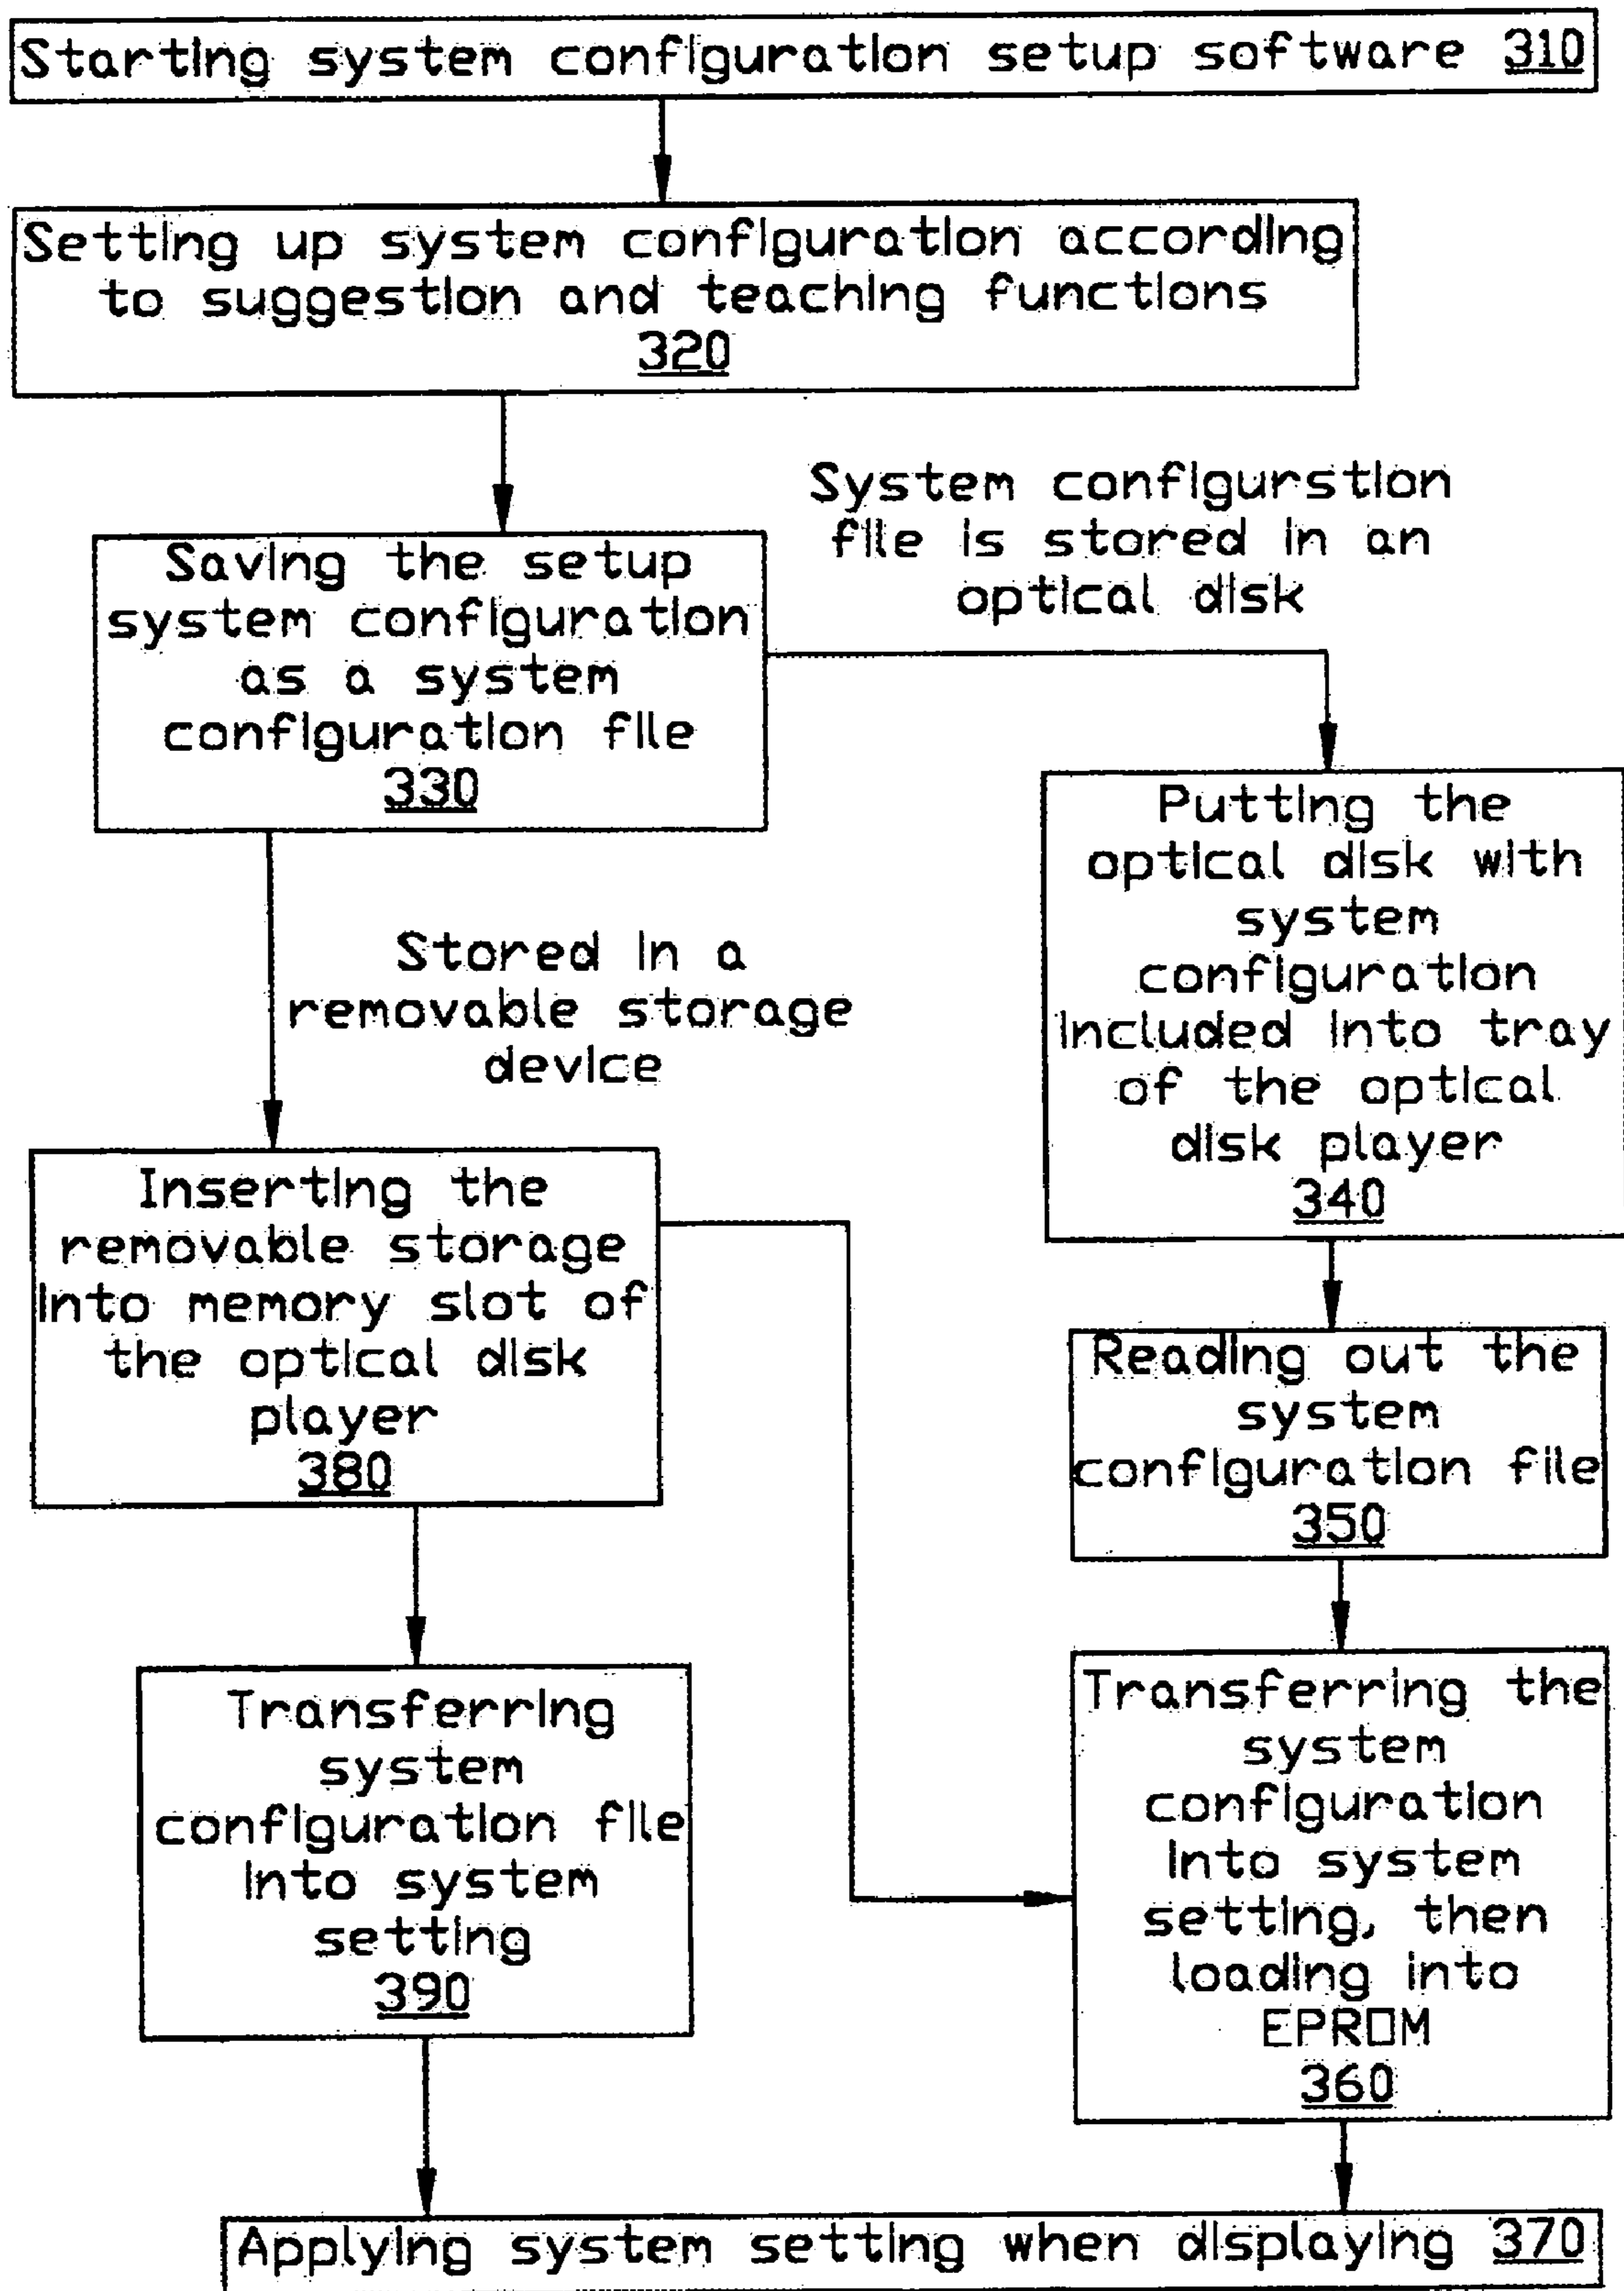 Starting system configuration setup software 310
Setting up system configuration according
to suggestion and teaching functions
320
System configurstion
file is stored in an
optical disk
Saving the setup
system configuration
as a system
configuration file
330
Putting the
optical disk with
system
configuration
included into tray
of the optical
disk player
340
Stored in a
removable storage
device
Inserting the
removable storage
into memory slot of
the optical disk
player
380
Reading out the
system
configuration file
350
Transferring
system
configuration file
into system
setting
390
Transferring the
system
configuration
into system
setting, then
loading into
EPROM
360
Applying system setting when displaying 370